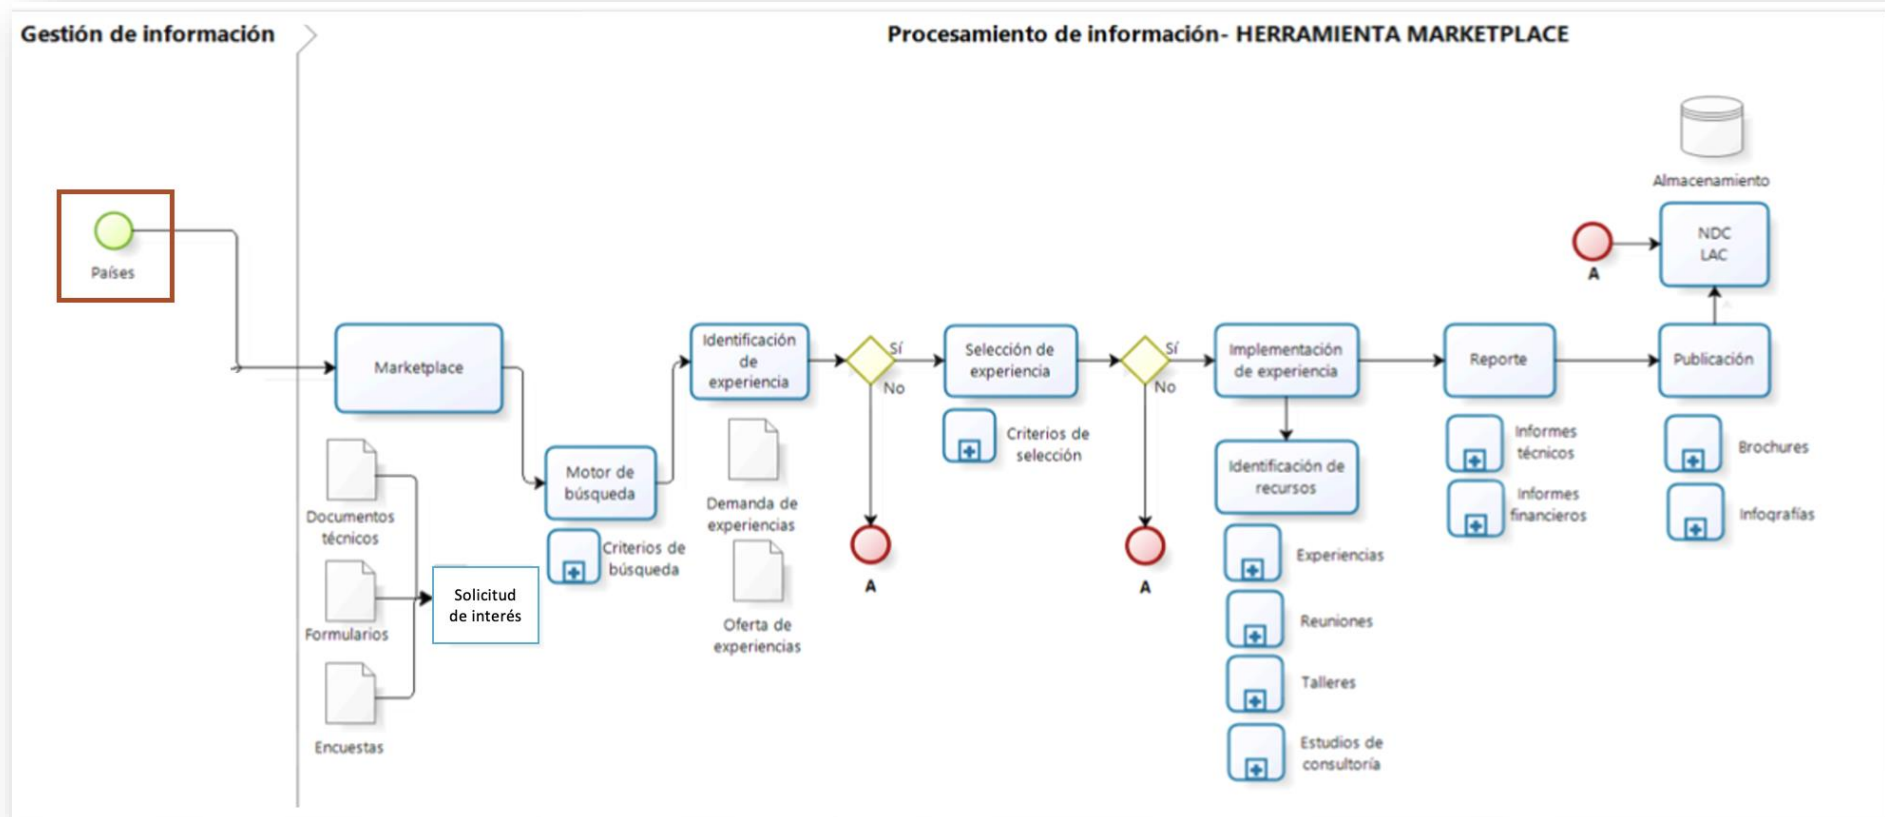 Gestión de información
Procesamiento de información- HERRAMIENTA MARKETPLACE
Almacenamiento
Países
NDC
LAC
A
Marketplace
Identificación
de
experiencia
Sí
No
Selección de
experiencia
Sí
No
Implementación
de experiencia
Reporte
Publicación
Motor de
búsqueda
Criterios de
selección
Identificación de
recursos
Informes
técnicos
Informes
financieros
Brochures
Infografías
Documentos
técnicos
Formularios
Encuestas
Solicitud
de interés
Criterios de
búsqueda
Demanda de
experiencias
Oferta de
experiencias
A
A
Experiencias
Reuniones
Talleres
Estudios de
consultoría